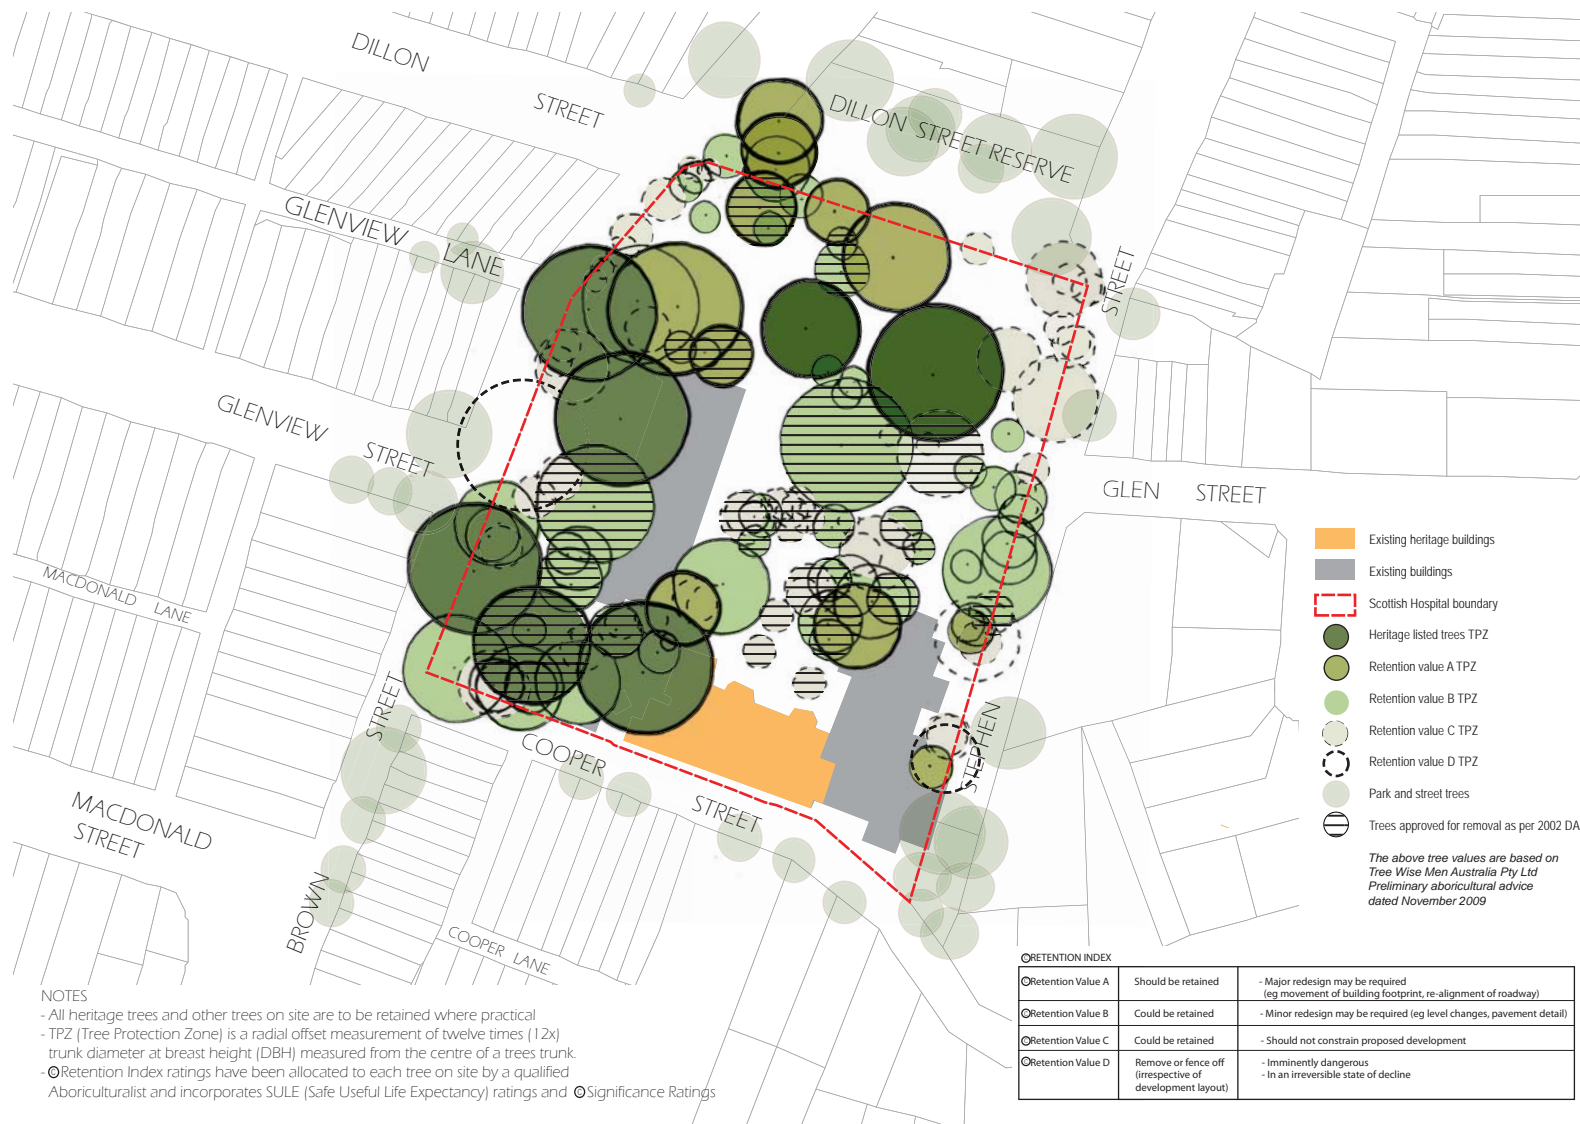 DILLON
STREET
DILLON STREET RESERVE
GLENVIEW
LANE
STREET
GLENVIEW
STREET
GLEN STREET
MACDONALD LANE
STREET
COOPER
STREET
STEPHEN
MACDONALD
STREET
BROWN
COOPER LANE
Existing heritage buildings
Existing buildings
Scottish Hospital boundary
Heritage listed trees TPZ
Retention value A TPZ
Retention value B TPZ
Retention value C TPZ
Retention value D TPZ
Park and street trees
Trees approved for removal as per 2002 DA
The above tree values are based on
Tree Wise Men Australia Pty Ltd
Preliminary aboricultural advice
dated November 2009
NOTES
- All heritage trees and other trees on site are to be retained where practical
- TPZ (Tree Protection Zone) is a radial offset measurement of twelve times (12x)
trunk diameter at breast height (DBH) measured from the centre of a trees trunk.
- ©Retention Index ratings have been allocated to each tree on site by a qualified
Aboriculturalist and incorporates SULE (Safe Useful Life Expectancy) ratings and ©Significance Ratings
©RETENTION INDEX
©Retention Value A Should be retained - Major redesign may be required
(eg movement of building footprint, re-alignment of roadway)
©Retention Value B Could be retained - Minor redesign may be required (eg level changes, pavement detail)
©Retention Value C Could be retained - Should not constrain proposed development
©Retention Value D Remove or fence off - Imminently dangerous
(irrespective of - In an irreversible state of decline
development layout)